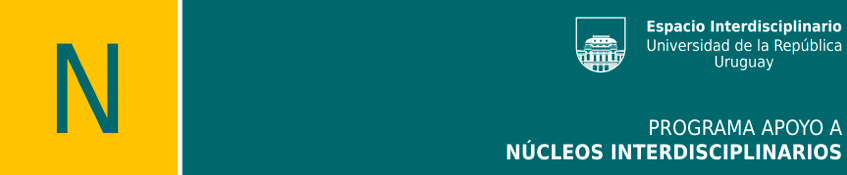 N
Espacio Interdisciplinario
Universidad de la República
Uruguay
PROGRAMA APOYO A
NÚCLEOS INTERDISCIPLINARIOS